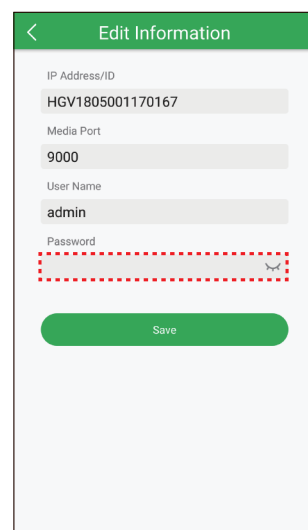 Edit Information
IP Address/ID
HGV1805001170167
Media Port
9000
User Name
admin
Password
Save